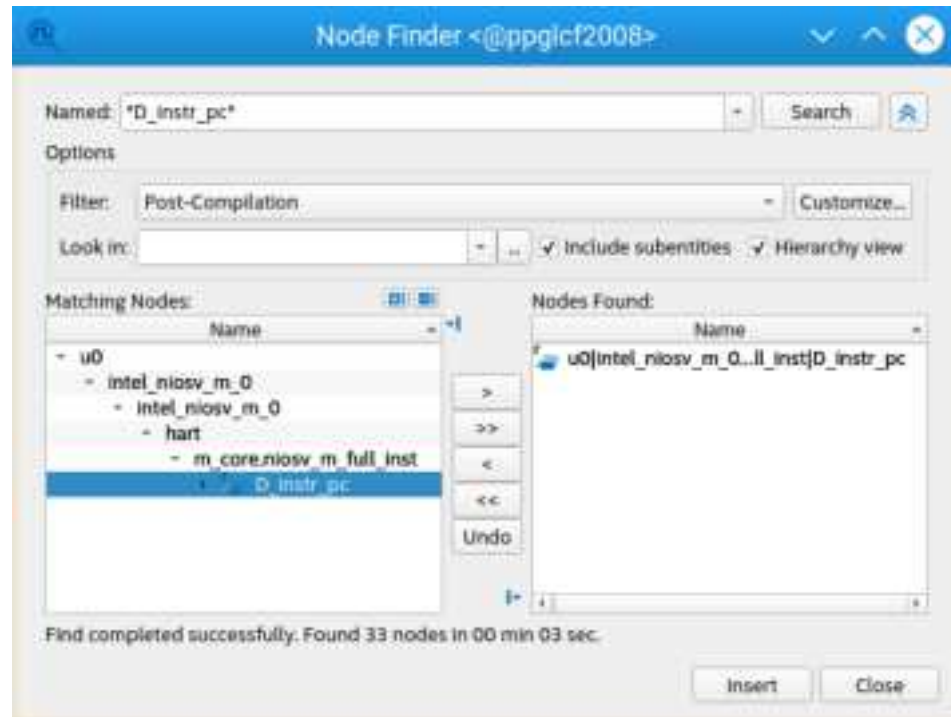 Node Finder <@ppglcf2008>
Named: *D_instr_pc* Search
Options
Filter: Post-Compilation Customize...
Look in: ... Include subentities Hierarchy view
Matching Nodes: Nodes Found:
Name Name
u0 u0|intel_niosv_m_0...ll_inst|D_instr_pc
intel_niosv_m_0
intel_niosv_m_0
hart
m_core.niosv_m_full_inst
D_instr_pc
>
>>
<
<<
Undo
Find completed successfully. Found 33 nodes in 00 min 03 sec.
Insert Close